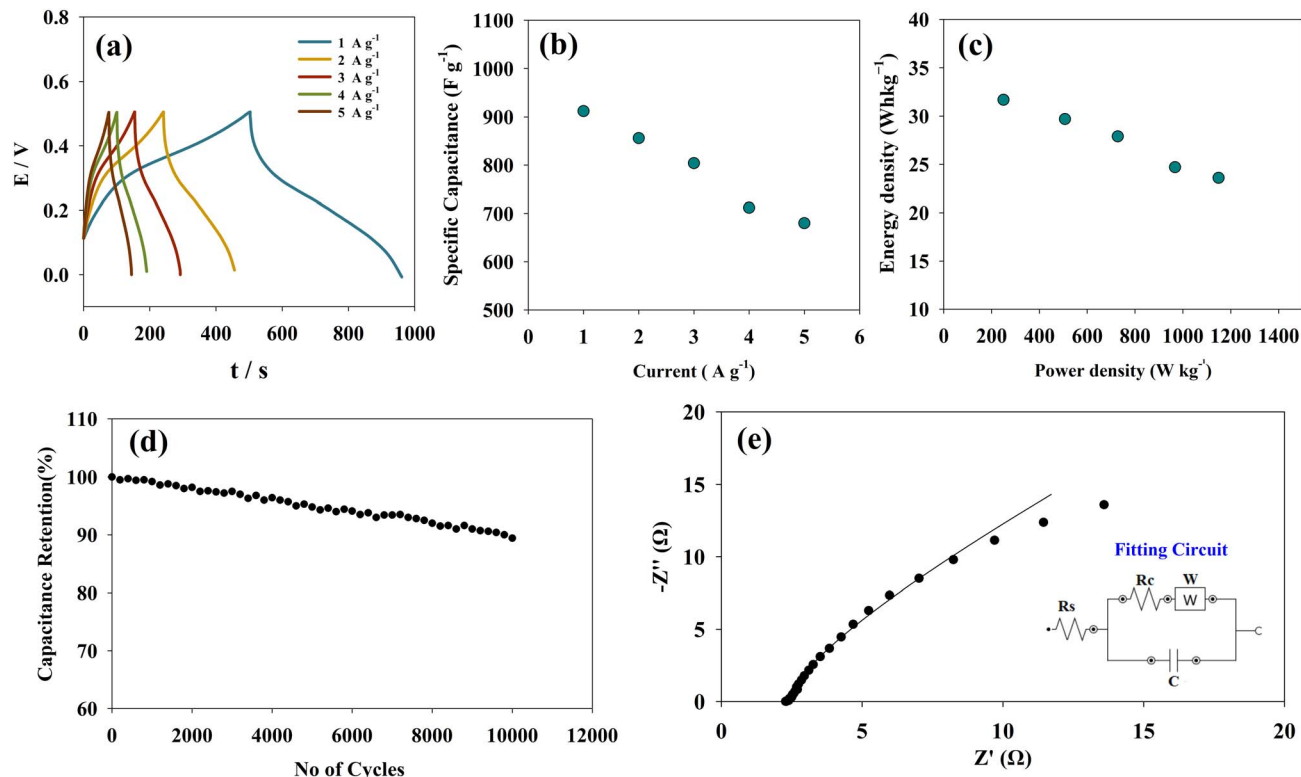 (a)
1 A g⁻¹
2 A g⁻¹
3 A g⁻¹
4 A g⁻¹
5 A g⁻¹
E / V
0.8
0.6
0.4
0.2
0.0
0 200 400 600 800 1000
t / s
(b)
Specific Capacitance (F g⁻¹)
1100
1000
900
800
700
600
500
0 1 2 3 4 5 6
Current ( A g⁻¹)
(c)
Energy density (Whkg⁻¹)
40
35
30
25
20
15
10
0 200 400 600 800 1000 1200 1400
Power density (W kg⁻¹)
(d)
Capacitance Retention(%)
110
100
90
80
70
60
0 2000 4000 6000 8000 10000 12000
No of Cycles
(e)
-Z'' (Ω)
20
15
10
5
0
0 5 10 15 20
Z' (Ω)
Fitting Circuit
Rs
Rc
W
W
C